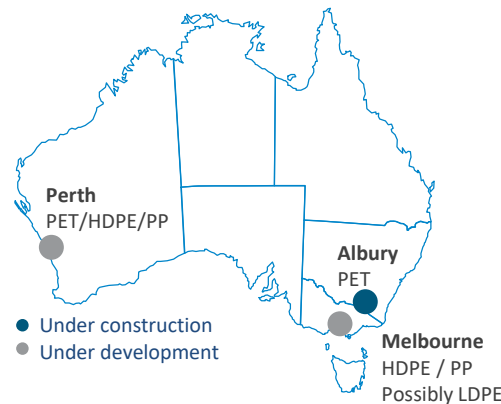 Perth
PET/HDPE/PP
Albury
PET
Under construction
Under development
Melbourne
HDPE / PP
Possibly LDPE